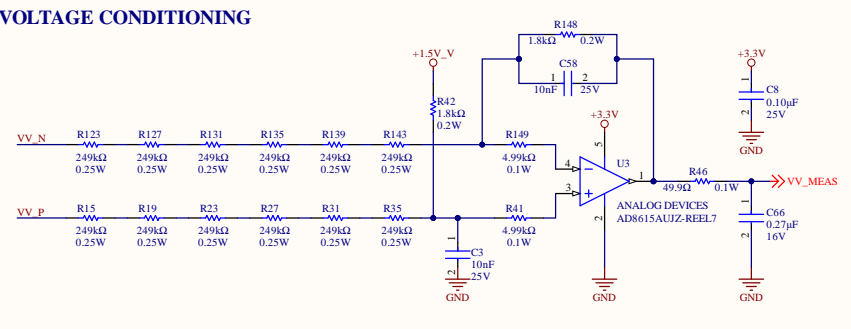 VOLTAGE CONDITIONING
R148
1.8kΩ 0.2W
C58
1 2
10nF 25V
+1.5V_V
R42
1.8kΩ
0.2W
+3.3V
1
C8
0.10µF
25V
2
GND
+3.3V
5
VV_N
R123 R127 R131 R135 R139 R143 R149
249kΩ 249kΩ 249kΩ 249kΩ 249kΩ 249kΩ 4.99kΩ
0.25W 0.25W 0.25W 0.25W 0.25W 0.25W 0.1W
4
3
U3
1
R46
49.9Ω 0.1W
VV_MEAS
ANALOG DEVICES
AD8615AUJZ-REEL7
2
VV_P
R15 R19 R23 R27 R31 R35 R41
249kΩ 249kΩ 249kΩ 249kΩ 249kΩ 249kΩ 4.99kΩ
0.25W 0.25W 0.25W 0.25W 0.25W 0.25W 0.1W
1
C3
10nF
2 25V
GND
GND
1
C66
0.27µF
16V
2
GND